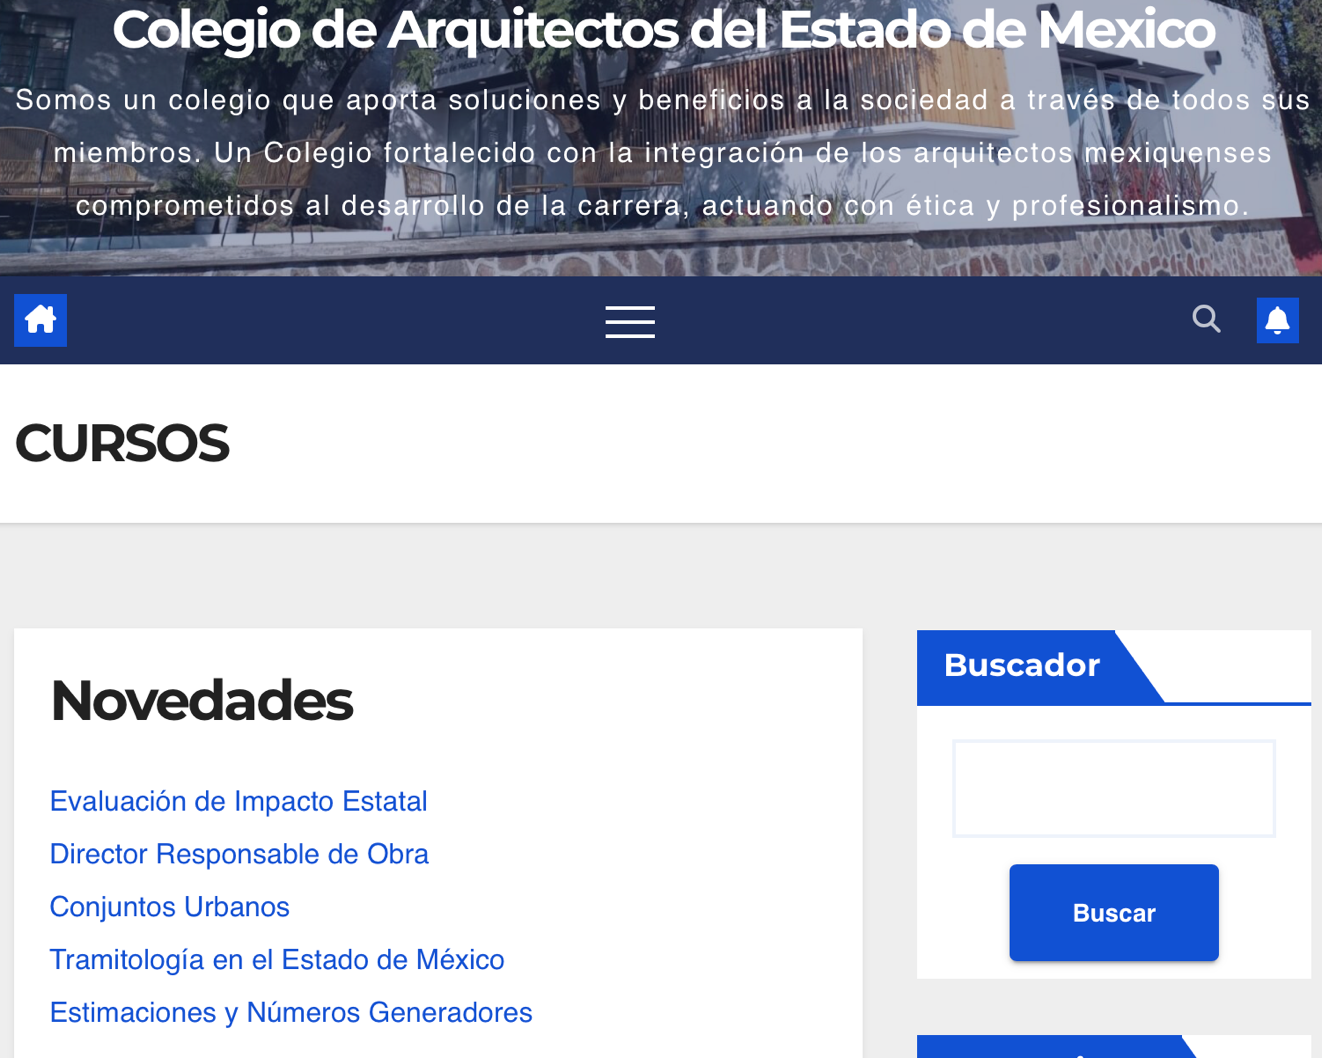 Colegio de Arquitectos del Estado de Mexico
Somos un colegio que aporta soluciones y beneficios a la sociedad a través de todos sus
miembros. Un Colegio fortalecido con la integración de los arquitectos mexiquenses
comprometidos al desarrollo de la carrera, actuando con ética y profesionalismo.
CURSOS
Novedades
Evaluación de Impacto Estatal
Director Responsable de Obra
Conjuntos Urbanos
Tramitología en el Estado de México
Estimaciones y Números Generadores
Buscador
Buscar